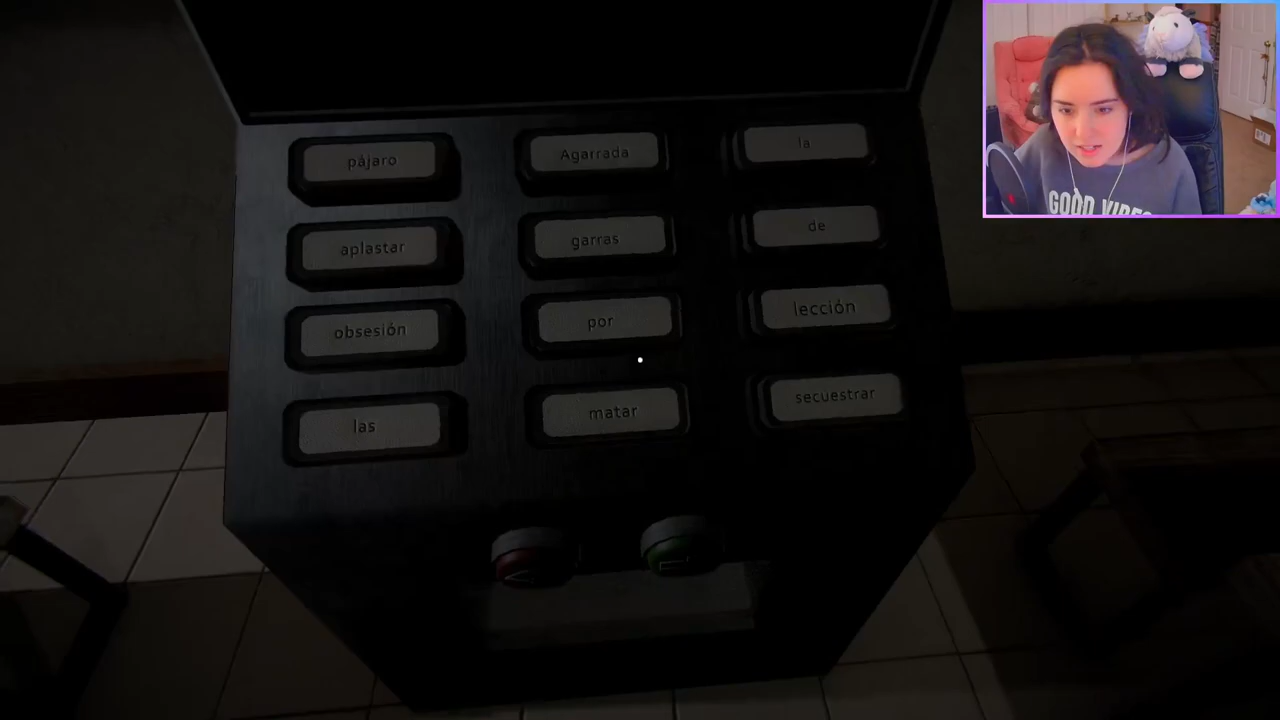 pájaro Agarrada la
aplastar garras de
obsesión por lección
las matar secuestrar
GOOD VIBES